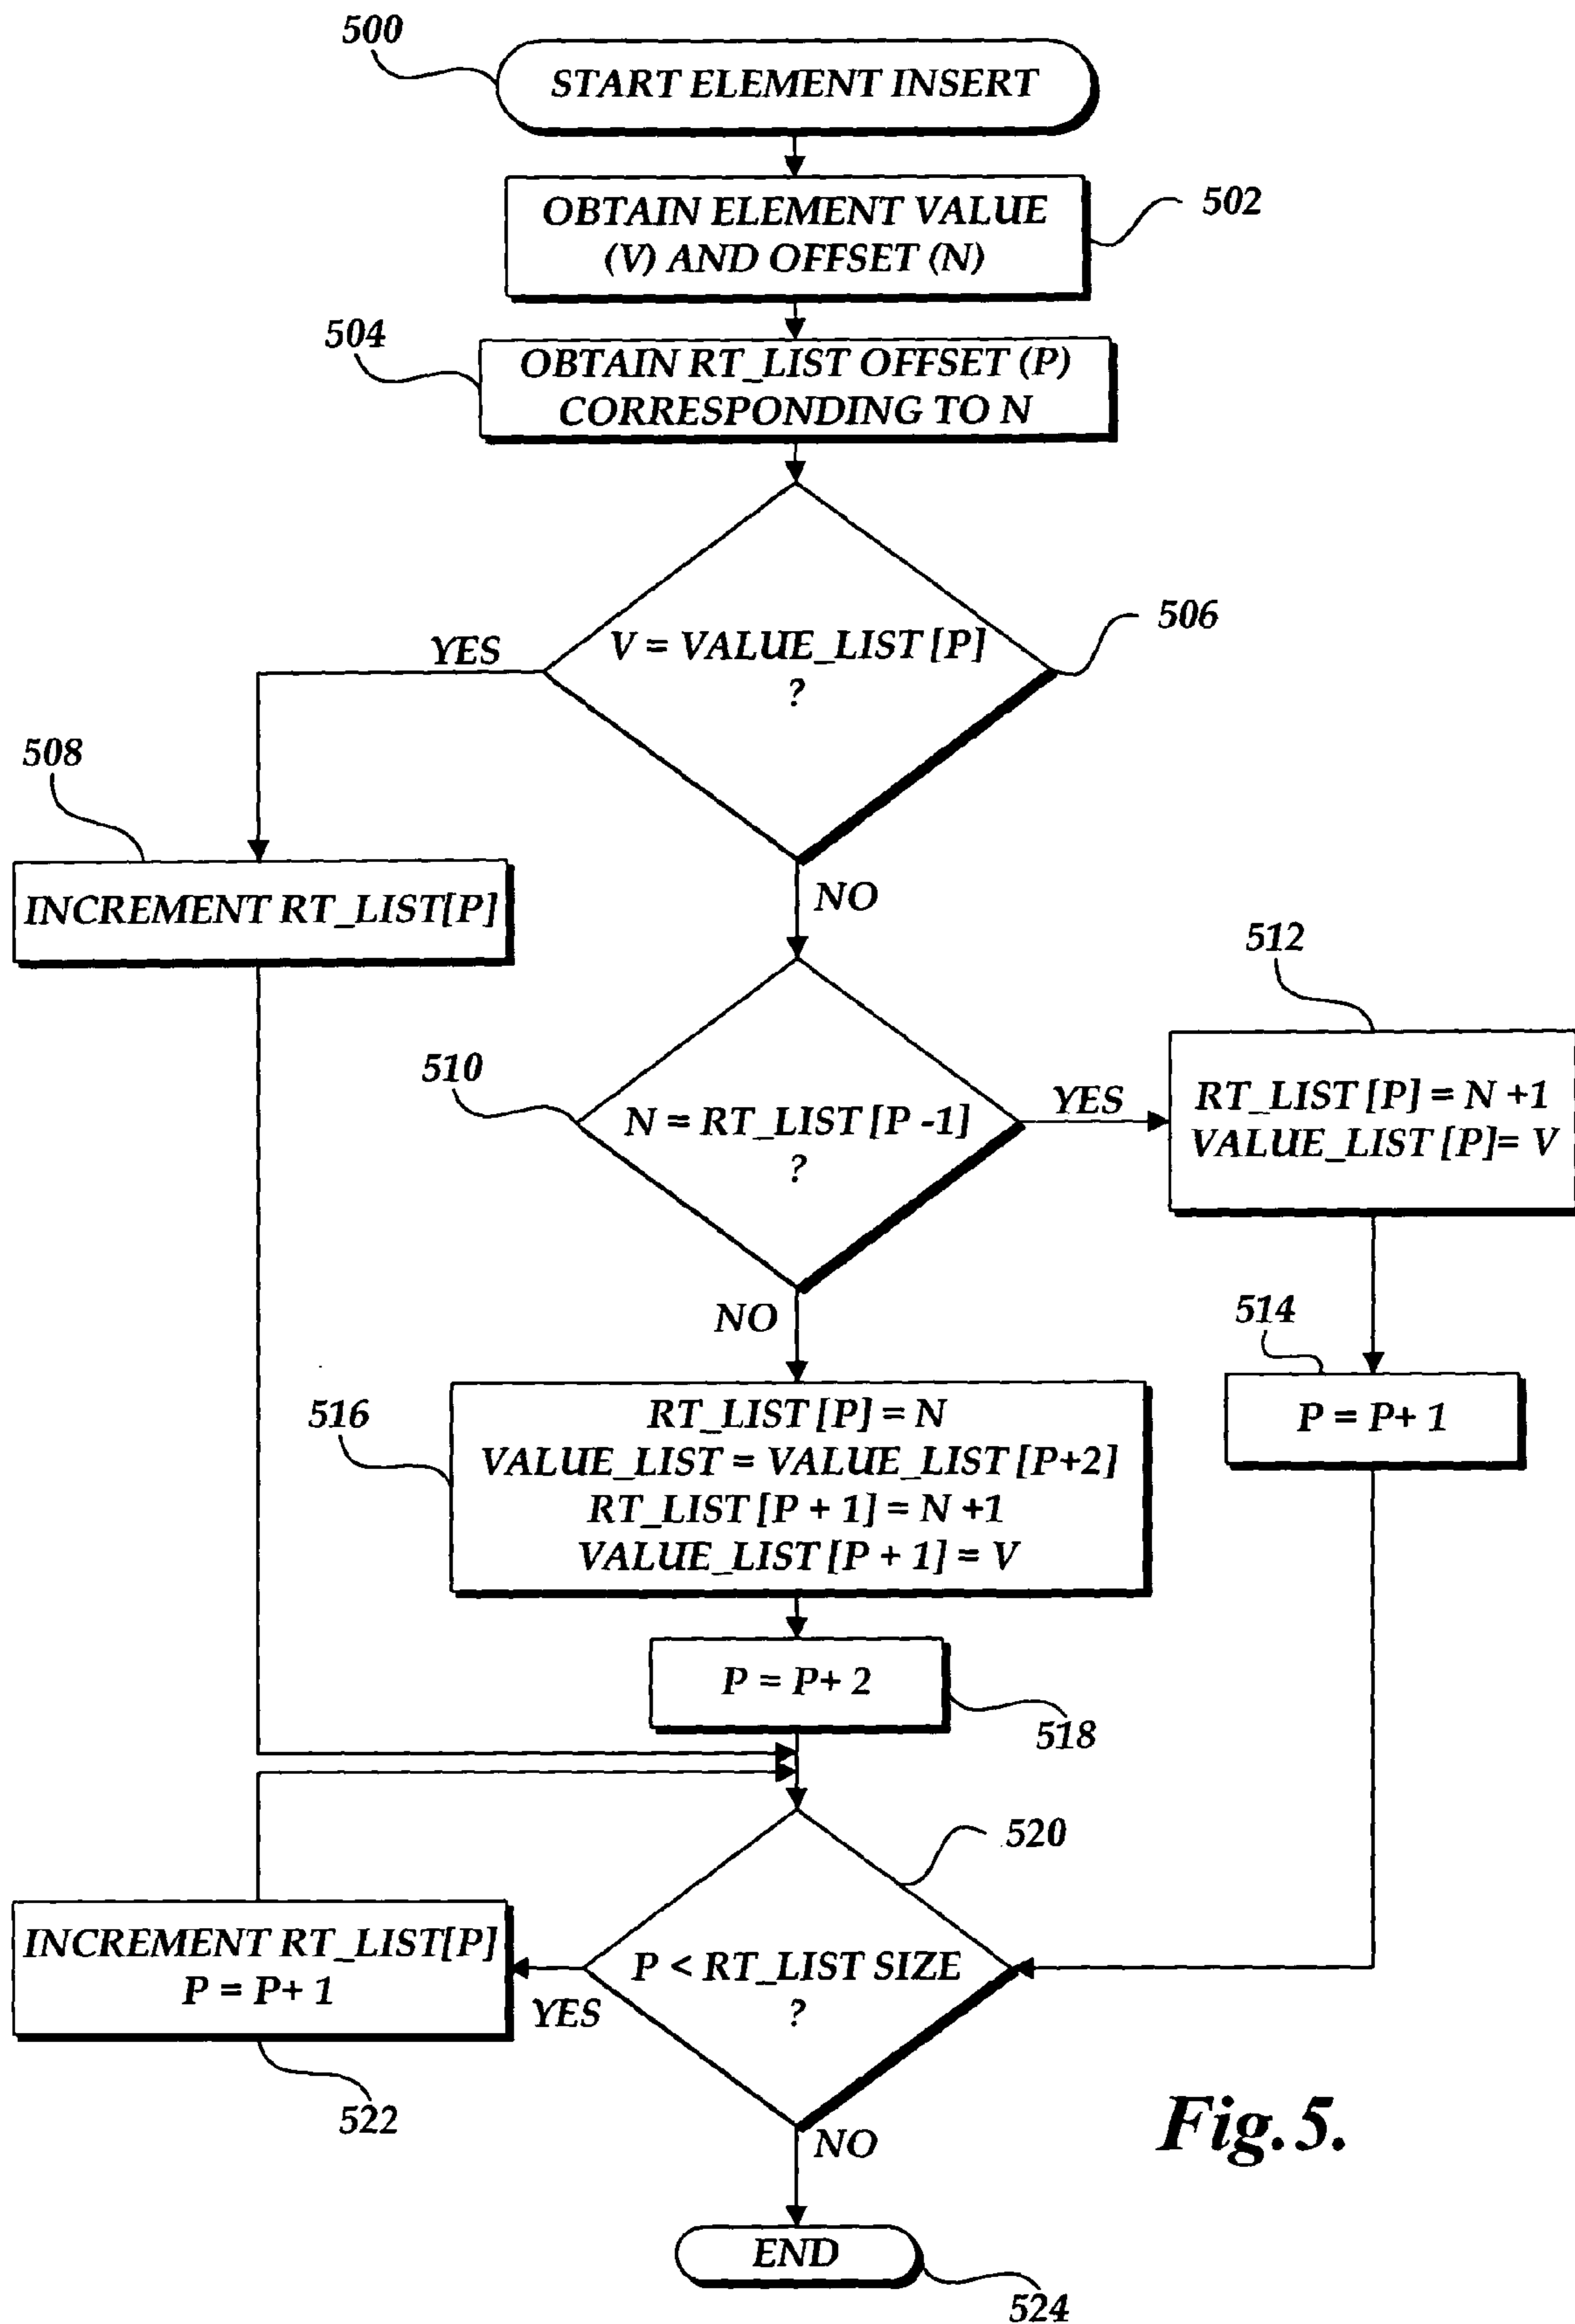 500
START ELEMENT INSERT
OBTAIN ELEMENT VALUE
(V) AND OFFSET (N)
502
504
OBTAIN RT_LIST OFFSET (P)
CORRESPONDING TO N
V = VALUE_LIST [P]
?
506
YES
508
INCREMENT RT_LIST[P]
NO
510
N = RT_LIST [P -1]
?
YES
512
RT_LIST [P] = N +1
VALUE_LIST [P]= V
NO
514
P = P+ 1
516
RT_LIST [P] = N
VALUE_LIST = VALUE_LIST [P+2]
RT_LIST [P + 1] = N +1
VALUE_LIST [P + 1] = V
P = P+ 2
518
520
P < RT_LIST SIZE
?
YES
INCREMENT RT_LIST[P]
P = P+ 1
522
NO
END
524
Fig. 5.